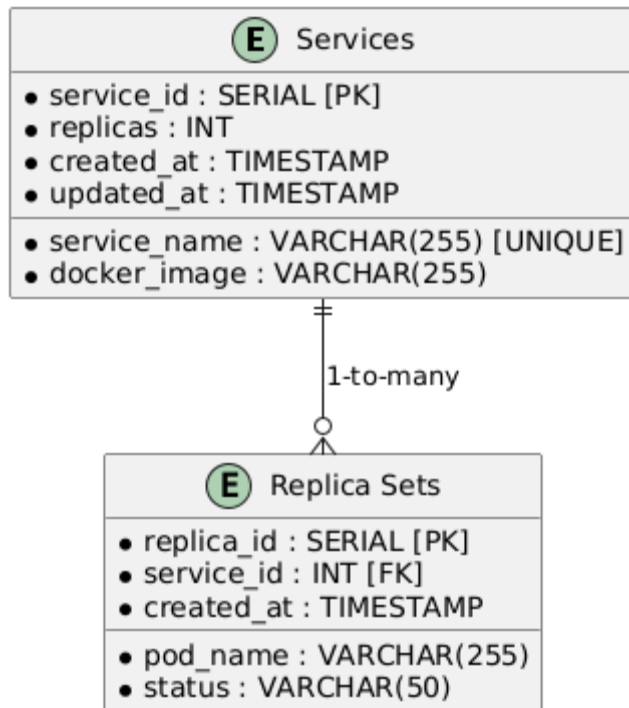 E Services
service_id : SERIAL [PK]
replicas : INT
created_at : TIMESTAMP
updated_at : TIMESTAMP
service_name : VARCHAR(255) [UNIQUE]
docker_image : VARCHAR(255)
1-to-many
E Replica Sets
replica_id : SERIAL [PK]
service_id : INT [FK]
created_at : TIMESTAMP
pod_name : VARCHAR(255)
status : VARCHAR(50)